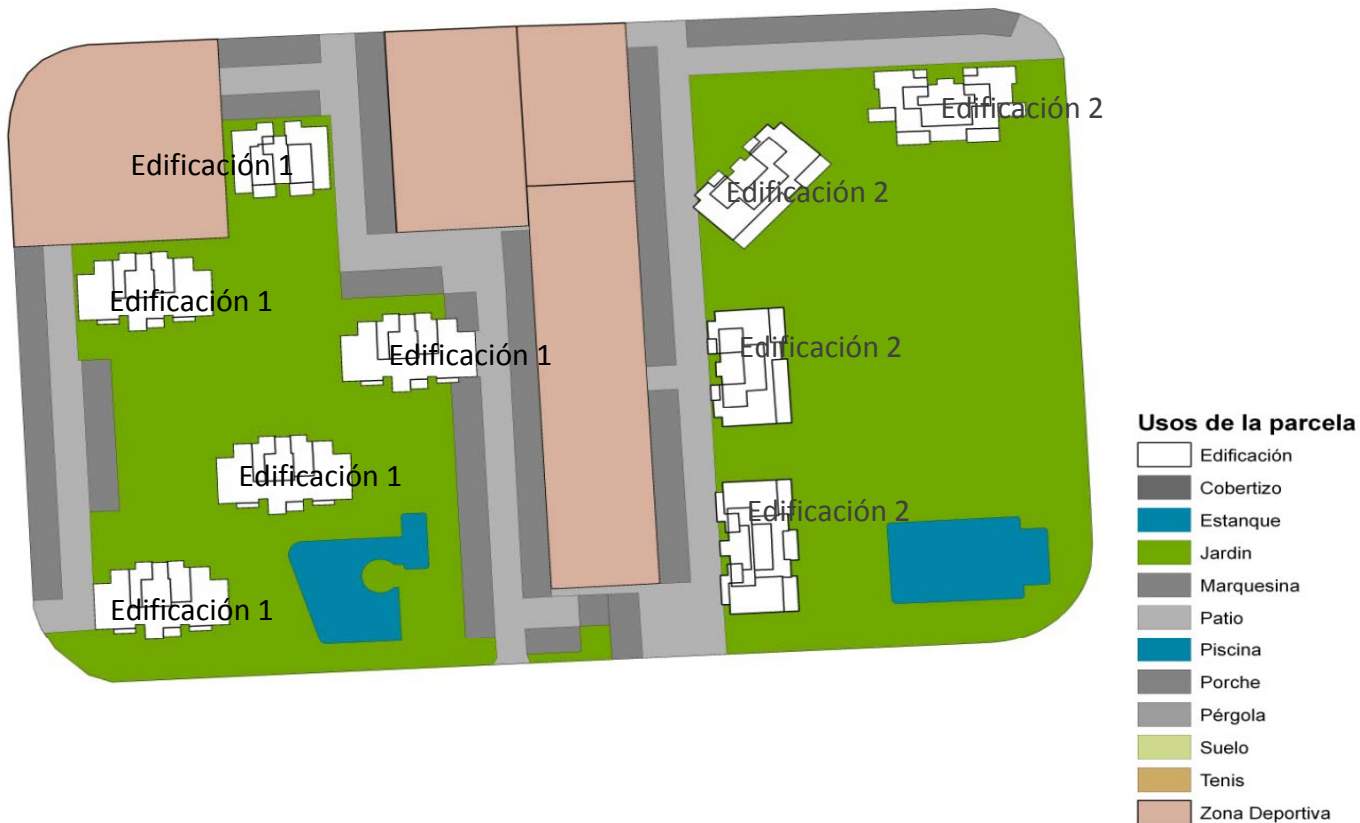 Edificación 2
Edificación 1
Edificación 2
Edificación 1
Edificación 2
Edificación 1
Edificación 1
Edificación 2
Edificación 1
Usos de la parcela
Edificación
Cobertizo
Estanque
Jardin
Marquesina
Patio
Piscina
Porche
Pérgola
Suelo
Tenis
Zona Deportiva